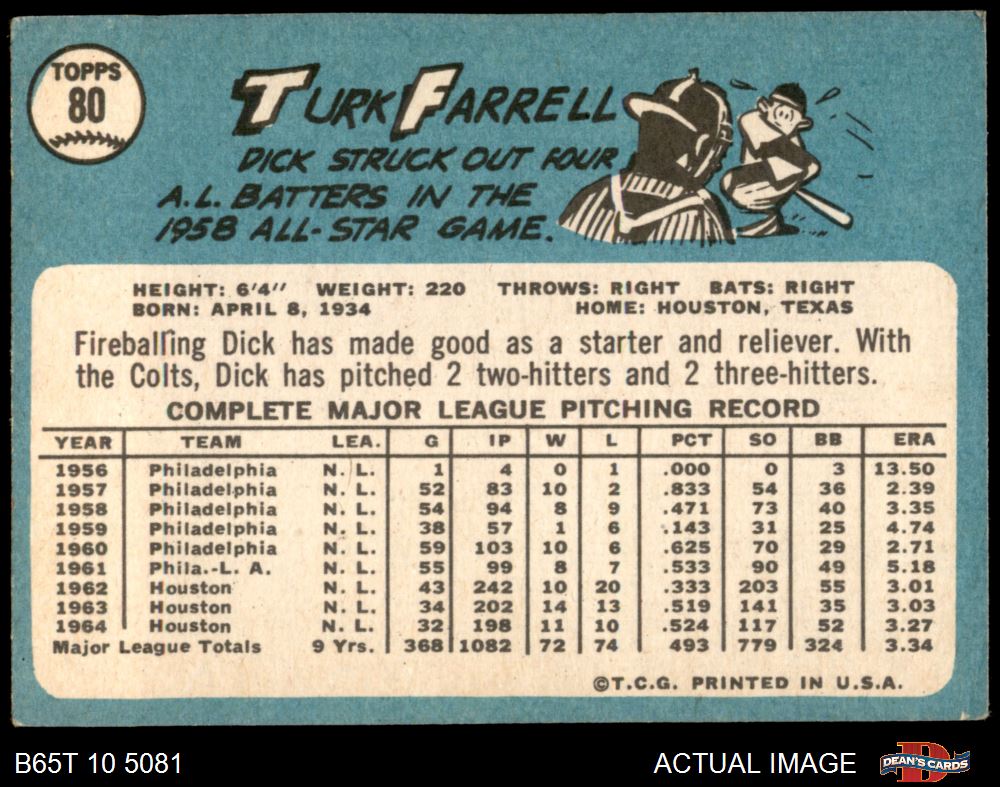 TOPPS
80
TURK FARRELL
DICK STRUCK OUT FOUR
A.L. BATTERS IN THE
1958 ALL-STAR GAME.
HEIGHT: 6'4" WEIGHT: 220 THROWS: RIGHT BATS: RIGHT
BORN: APRIL 8, 1934 HOME: HOUSTON, TEXAS
Fireballing Dick has made good as a starter and reliever. With
the Colts, Dick has pitched 2 two-hitters and 2 three-hitters.
COMPLETE MAJOR LEAGUE PITCHING RECORD
YEAR TEAM LEA. G IP W L PCT SO BB ERA
1956 Philadelphia N. L. 1 4 0 1 .000 0 3 13.50
1957 Philadelphia N. L. 52 83 10 2 .833 54 36 2.39
1958 Philadelphia N. L. 54 94 8 9 .471 73 40 3.35
1959 Philadelphia N. L. 38 57 1 6 .143 31 25 4.74
1960 Philadelphia N. L. 59 103 10 6 .625 70 29 2.71
1961 Phila.-L. A. N. L. 55 99 8 7 .533 90 49 5.18
1962 Houston N. L. 43 242 10 20 .333 203 55 3.01
1963 Houston N. L. 34 202 14 13 .519 141 35 3.03
1964 Houston N. L. 32 198 11 10 .524 117 52 3.27
Major League Totals 9 Yrs. 368 1082 72 74 493 779 324 3.34
©T.C.G. PRINTED IN U.S.A.
B65T 10 5081 ACTUAL IMAGE
D
DEAN'S CARDS